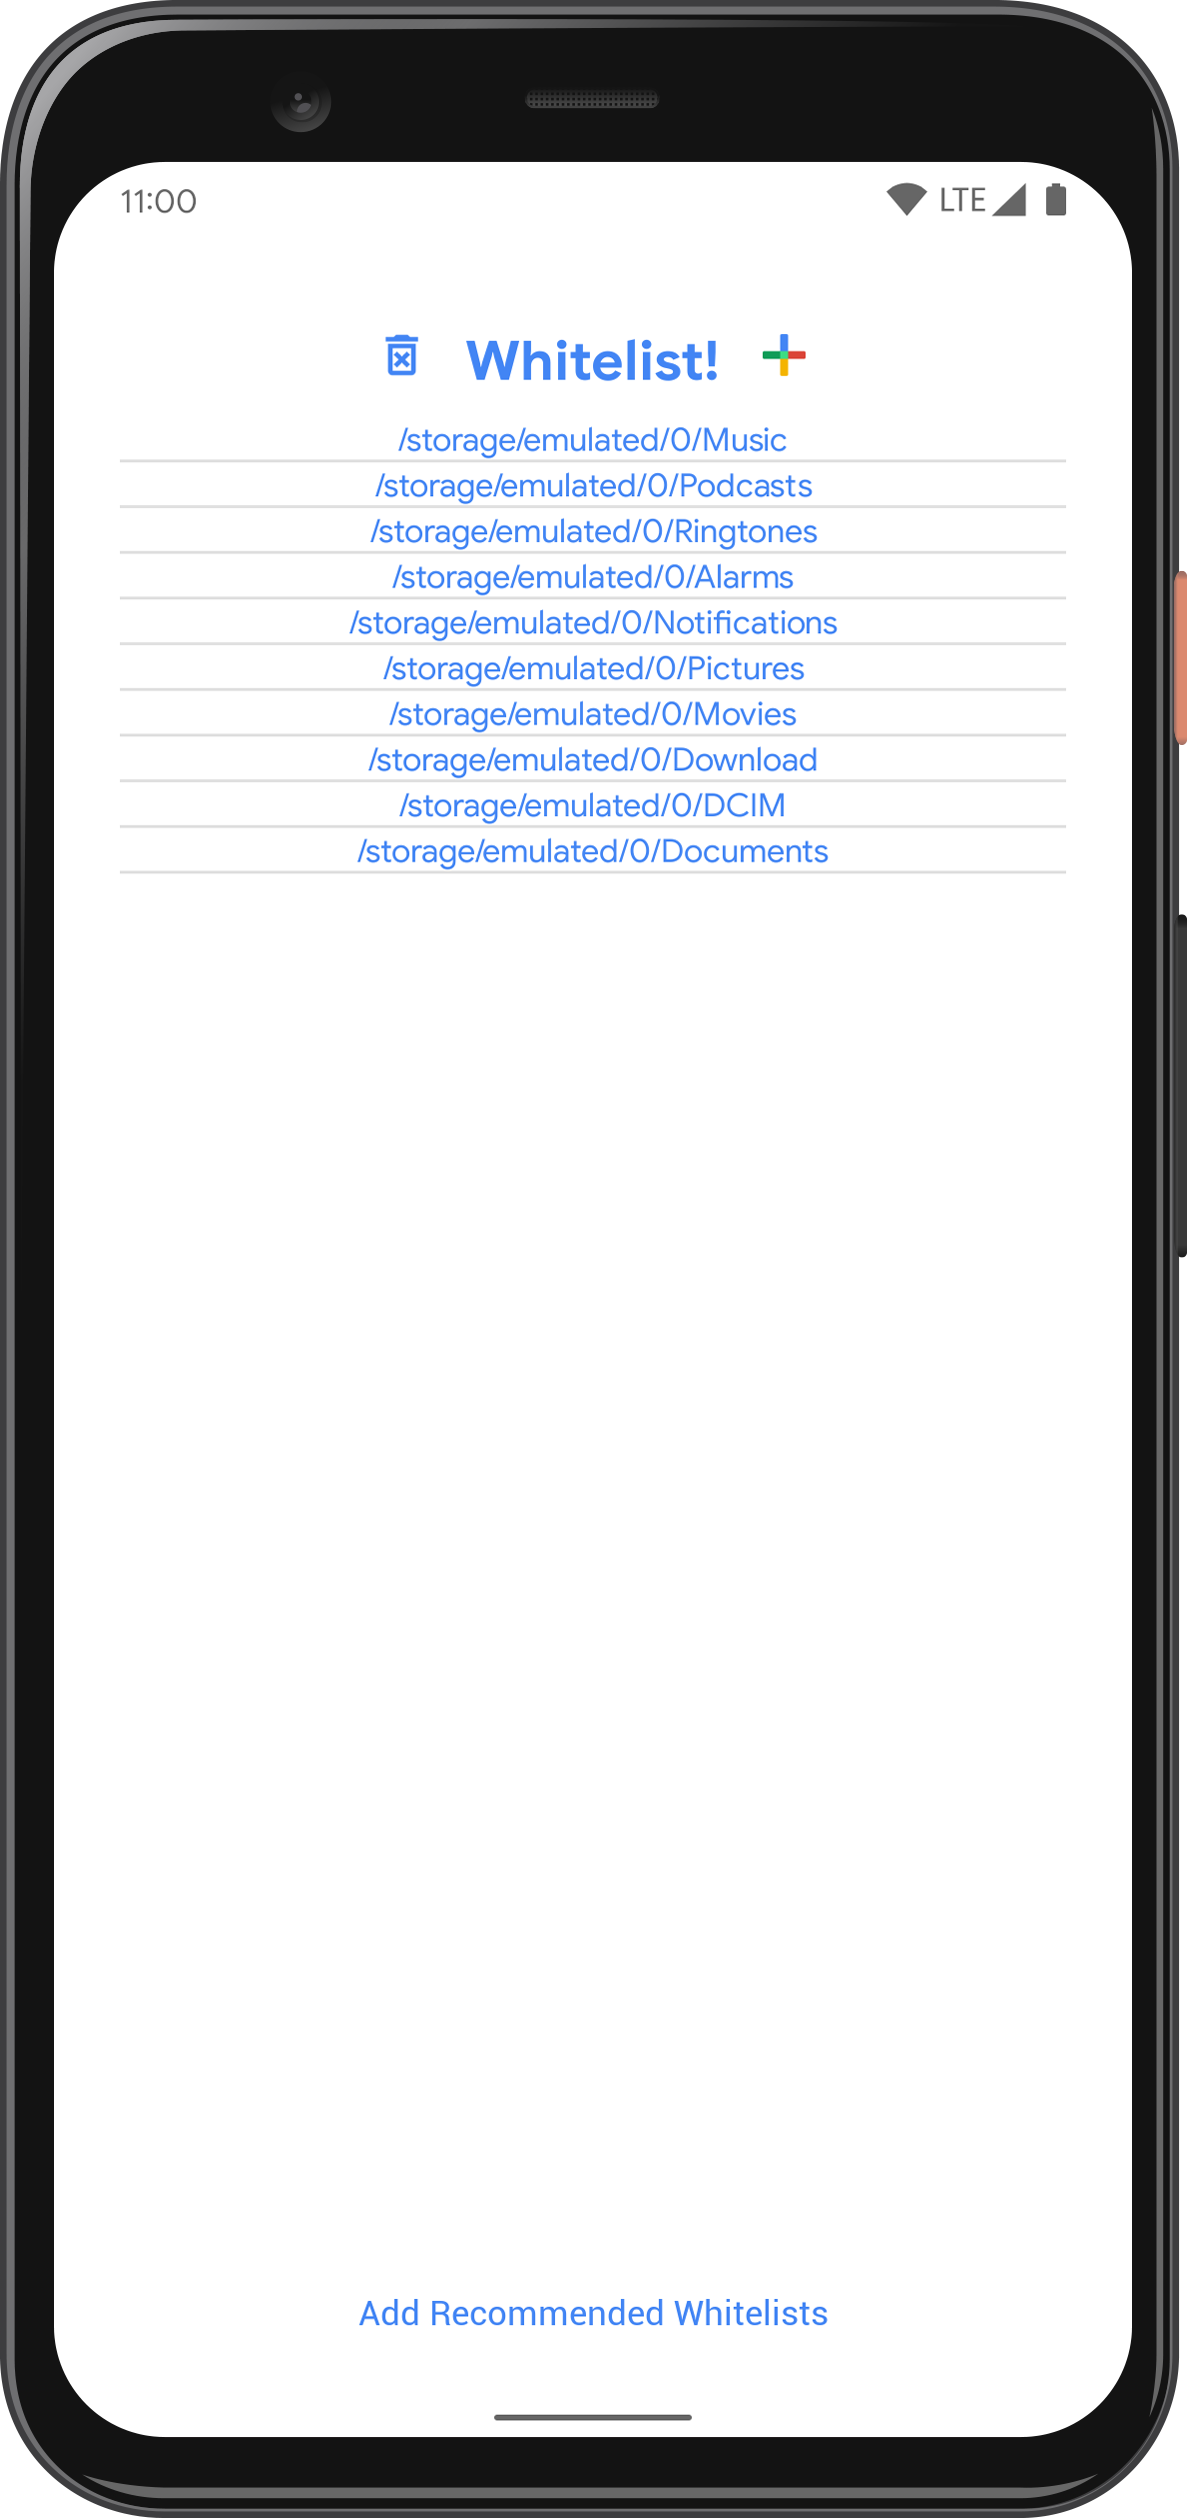 11:00 LTE
Whitelist!
/storage/emulated/0/Music
/storage/emulated/0/Podcasts
/storage/emulated/0/Ringtones
/storage/emulated/0/Alarms
/storage/emulated/0/Notifications
/storage/emulated/0/Pictures
/storage/emulated/0/Movies
/storage/emulated/0/Download
/storage/emulated/0/DCIM
/storage/emulated/0/Documents
Add Recommended Whitelists